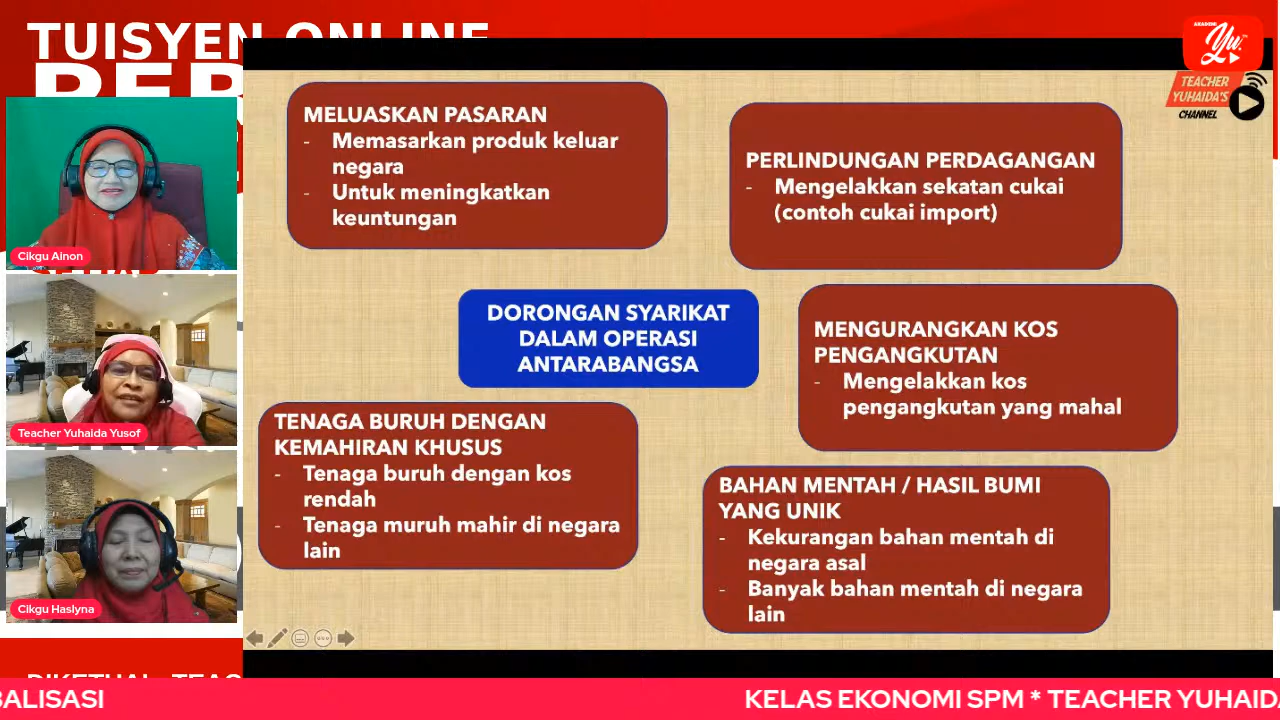 TUISYEN ONLINE
AKADEMI
Yu.
TEACHER
YUHAIDA'S
CHANNEL
Cikgu Ainon
Teacher Yuhaida Yusof
Cikgu Haslyna
MELUASKAN PASARAN
- Memasarkan produk keluar
negara
- Untuk meningkatkan
keuntungan
PERLINDUNGAN PERDAGANGAN
- Mengelakkan sekatan cukai
(contoh cukai import)
DORONGAN SYARIKAT
DALAM OPERASI
ANTARABANGSA
MENGURANGKAN KOS
PENGANGKUTAN
- Mengelakkan kos
pengangkutan yang mahal
TENAGA BURUH DENGAN
KEMAHIRAN KHUSUS
- Tenaga buruh dengan kos
rendah
- Tenaga muruh mahir di negara
lain
BAHAN MENTAH / HASIL BUMI
YANG UNIK
- Kekurangan bahan mentah di
negara asal
- Banyak bahan mentah di negara
lain
BALISASI
KELAS EKONOMI SPM * TEACHER YUHAIDA